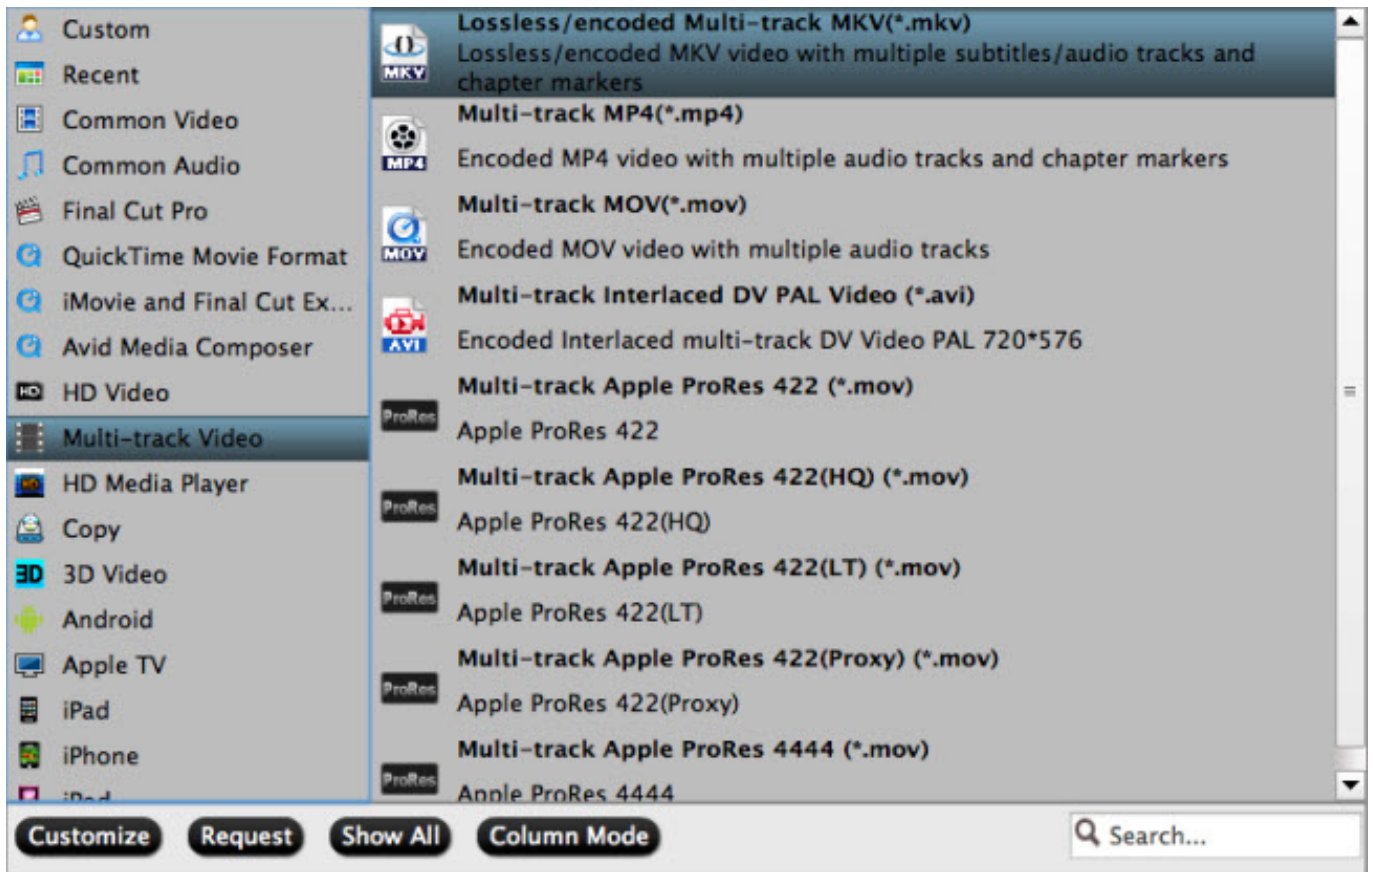 Custom
Recent
Common Video
Common Audio
Final Cut Pro
QuickTime Movie Format
iMovie and Final Cut Ex...
Avid Media Composer
HD
HD Video
Multi-track Video
HD Media Player
Copy
3D
3D Video
Android
Apple TV
iPad
iPhone
iPod
MKV
Lossless/encoded Multi-track MKV(*.mkv)
Lossless/encoded MKV video with multiple subtitles/audio tracks and
chapter markers
MP4
Multi-track MP4(*.mp4)
Encoded MP4 video with multiple audio tracks and chapter markers
MOV
Multi-track MOV(*.mov)
Encoded MOV video with multiple audio tracks
AVI
Multi-track Interlaced DV PAL Video (*.avi)
Encoded Interlaced multi-track DV Video PAL 720*576
ProRes
Multi-track Apple ProRes 422 (*.mov)
Apple ProRes 422
ProRes
Multi-track Apple ProRes 422(HQ) (*.mov)
Apple ProRes 422(HQ)
ProRes
Multi-track Apple ProRes 422(LT) (*.mov)
Apple ProRes 422(LT)
ProRes
Multi-track Apple ProRes 422(Proxy) (*.mov)
Apple ProRes 422(Proxy)
ProRes
Multi-track Apple ProRes 4444 (*.mov)
Apple ProRes 4444
Customize
Request
Show All
Column Mode
Search...